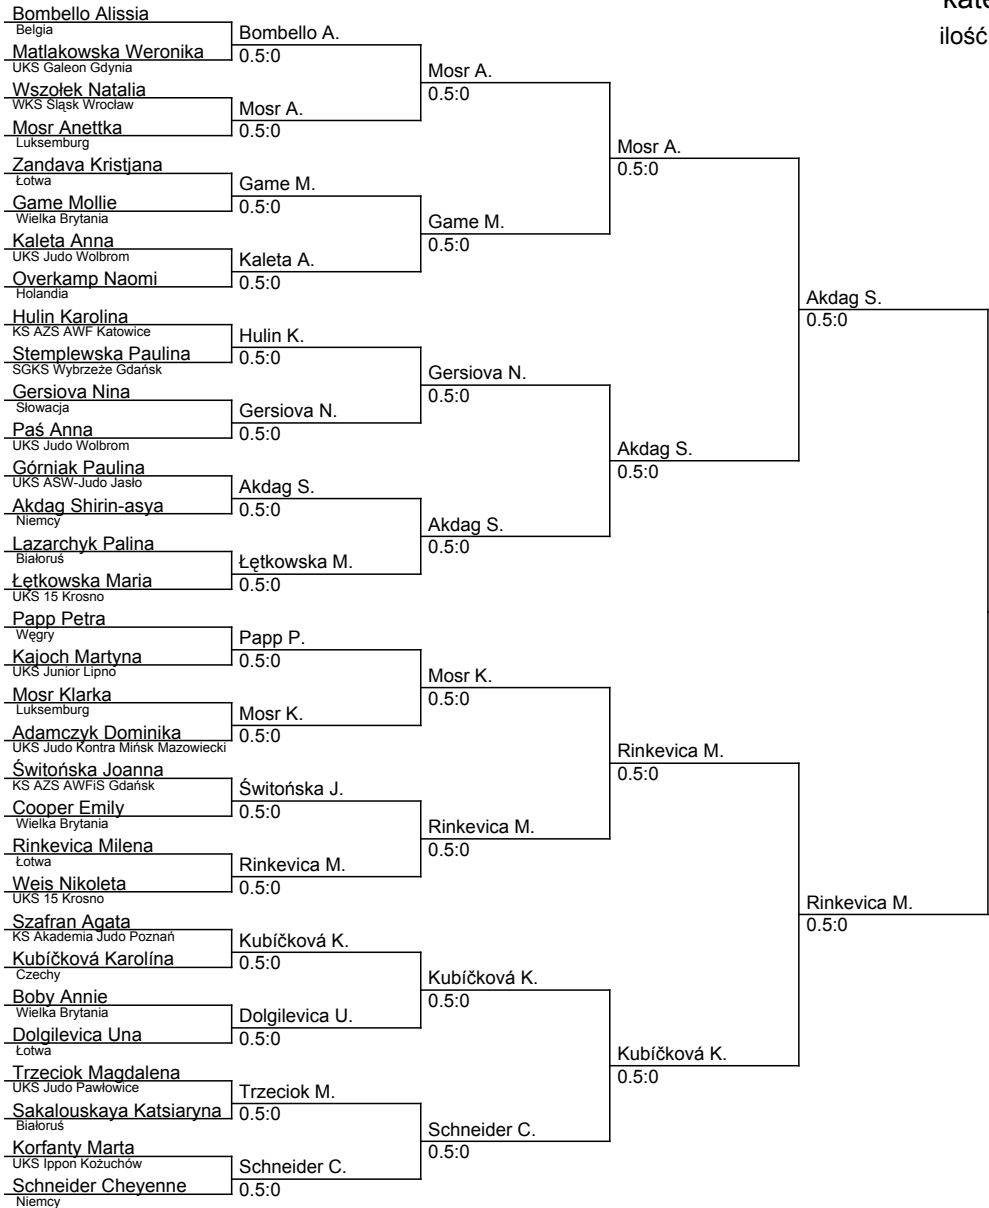 kate
ilość
Bombello Alissia
Belgia
Matlakowska Weronika
UKS Galeon Gdynia
Wszołek Natalia
WKS Śląsk Wrocław
Mosr Anettka
Luksemburg
Zandava Kristjana
Łotwa
Game Mollie
Wielka Brytania
Kaleta Anna
UKS Judo Wolbrom
Overkamp Naomi
Holandia
Hulin Karolina
KS AZS AWF Katowice
Stemplewska Paulina
SGKS Wybrzeże Gdańsk
Gersiova Nina
Słowacja
Paś Anna
UKS Judo Wolbrom
Górniak Paulina
UKS ASW-Judo Jasło
Akdag Shirin-asya
Niemcy
Lazarchyk Palina
Białoruś
Łętkowska Maria
UKS 15 Krosno
Papp Petra
Węgry
Kajoch Martyna
UKS Junior Lipno
Mosr Klarka
Luksemburg
Adamczyk Dominika
UKS Judo Kontra Mińsk Mazowiecki
Świtońska Joanna
KS AZS AWFiS Gdańsk
Cooper Emily
Wielka Brytania
Rinkevica Milena
Łotwa
Weis Nikoleta
UKS 15 Krosno
Szafran Agata
KS Akademia Judo Poznań
Kubíčková Karolína
Czechy
Boby Annie
Wielka Brytania
Dolgilevica Una
Łotwa
Trzeciok Magdalena
UKS Judo Pawłowice
Sakalouskaya Katsiaryna
Białoruś
Korfanty Marta
UKS Ippon Kożuchów
Schneider Cheyenne
Niemcy
Bombello A.
0.5:0
Mosr A.
0.5:0
Game M.
0.5:0
Kaleta A.
0.5:0
Hulin K.
0.5:0
Gersiova N.
0.5:0
Akdag S.
0.5:0
Łętkowska M.
0.5:0
Papp P.
0.5:0
Mosr K.
0.5:0
Świtońska J.
0.5:0
Rinkevica M.
0.5:0
Kubíčková K.
0.5:0
Dolgilevica U.
0.5:0
Trzeciok M.
0.5:0
Schneider C.
0.5:0
Mosr A.
0.5:0
Game M.
0.5:0
Gersiova N.
0.5:0
Akdag S.
0.5:0
Mosr K.
0.5:0
Rinkevica M.
0.5:0
Kubíčková K.
0.5:0
Schneider C.
0.5:0
Mosr A.
0.5:0
Akdag S.
0.5:0
Rinkevica M.
0.5:0
Kubíčková K.
0.5:0
Akdag S.
0.5:0
Rinkevica M.
0.5:0